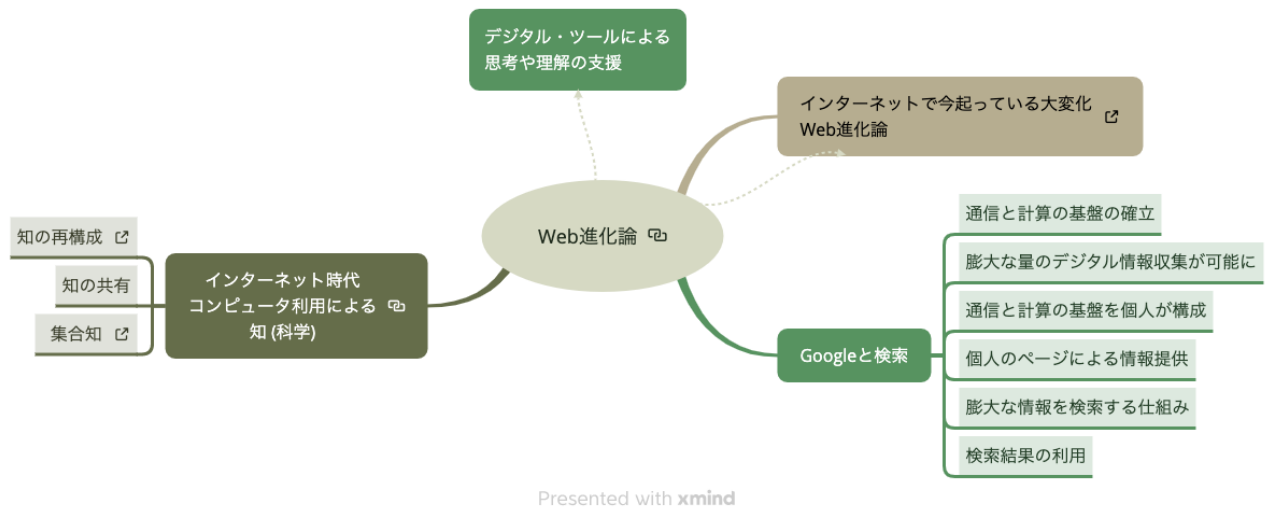 デジタル・ツールによる
思考や理解の支援
インターネットで今起っている大変化
Web進化論
Web進化論
知の再構成
知の共有
集合知
インターネット時代
コンピュータ利用による
知 (科学)
Googleと検索
通信と計算の基盤の確立
膨大な量のデジタル情報収集が可能に
通信と計算の基盤を個人が構成
個人のページによる情報提供
膨大な情報を検索する仕組み
検索結果の利用
Presented with xmind